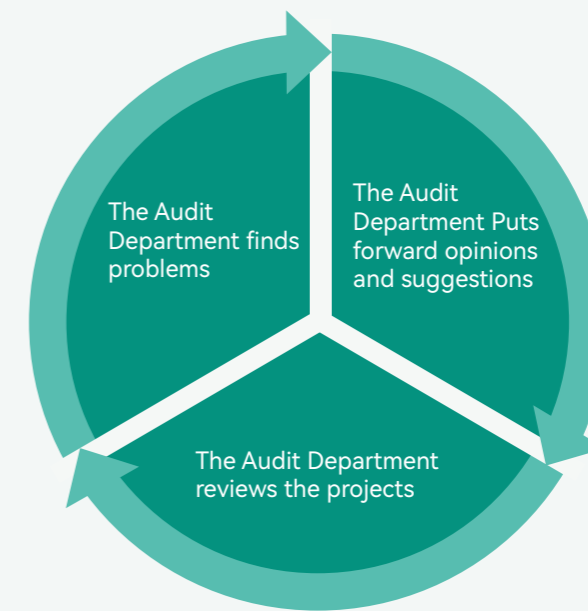 The Audit
Department finds
problems
The Audit
Department Puts
forward opinions
and suggestions
The Audit Department
reviews the projects